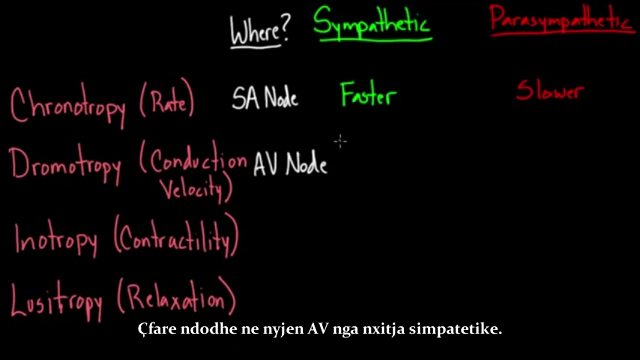 Where? Sympathetic Parasympathetic
Chronotropy (Rate) SA Node Faster Slower
Dromotropy (Conduction Velocity) AV Node
Inotropy (Contractility)
Lusitropy (Relaxation)
Çfare ndodhe ne nyjen AV nga nxitja simpatetike.